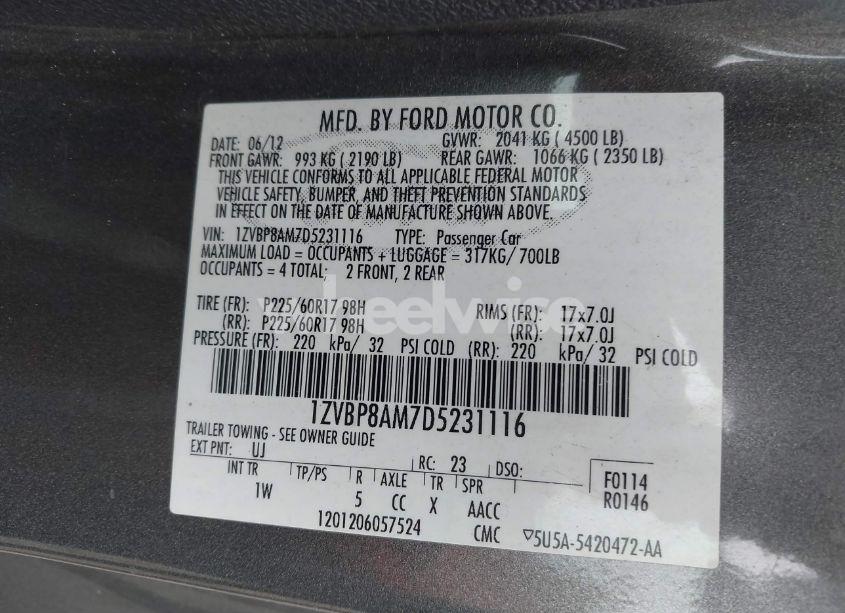 MFD. BY FORD MOTOR CO.
DATE: 06/12 GVWR: 2041 KG ( 4500 LB)
FRONT GAWR: 993 KG ( 2190 LB) REAR GAWR: 1066 KG ( 2350 LB)
THIS VEHICLE CONFORMS TO ALL APPLICABLE FEDERAL MOTOR
VEHICLE SAFETY, BUMPER, AND THEFT PREVENTION STANDARDS
IN EFFECT ON THE DATE OF MANUFACTURE SHOWN ABOVE.
VIN: 1ZVBP8AM7D5231116 TYPE: Passenger Car
MAXIMUM LOAD = OCCUPANTS + LUGGAGE = 317KG/ 700LB
OCCUPANTS = 4 TOTAL; 2 FRONT, 2 REAR
TIRE (FR): P225/60R17 98H RIMS (FR): 17x7.0J
(RR): P225/60R17 98H (RR): 17x7.0J
PRESSURE (FR): 220 kPa/ 32 PSI COLD (RR): 220 kPa/ 32 PSI COLD
1ZVBP8AM7D5231116
TRAILER TOWING - SEE OWNER GUIDE
EXT PNT: UJ RC: 23 DSO: F0114
INT TR TP/PS R AXLE TR SPR R0146
1W 5 CC X AACC
1201206057524 CMC ▽5U5A-5420472-AA